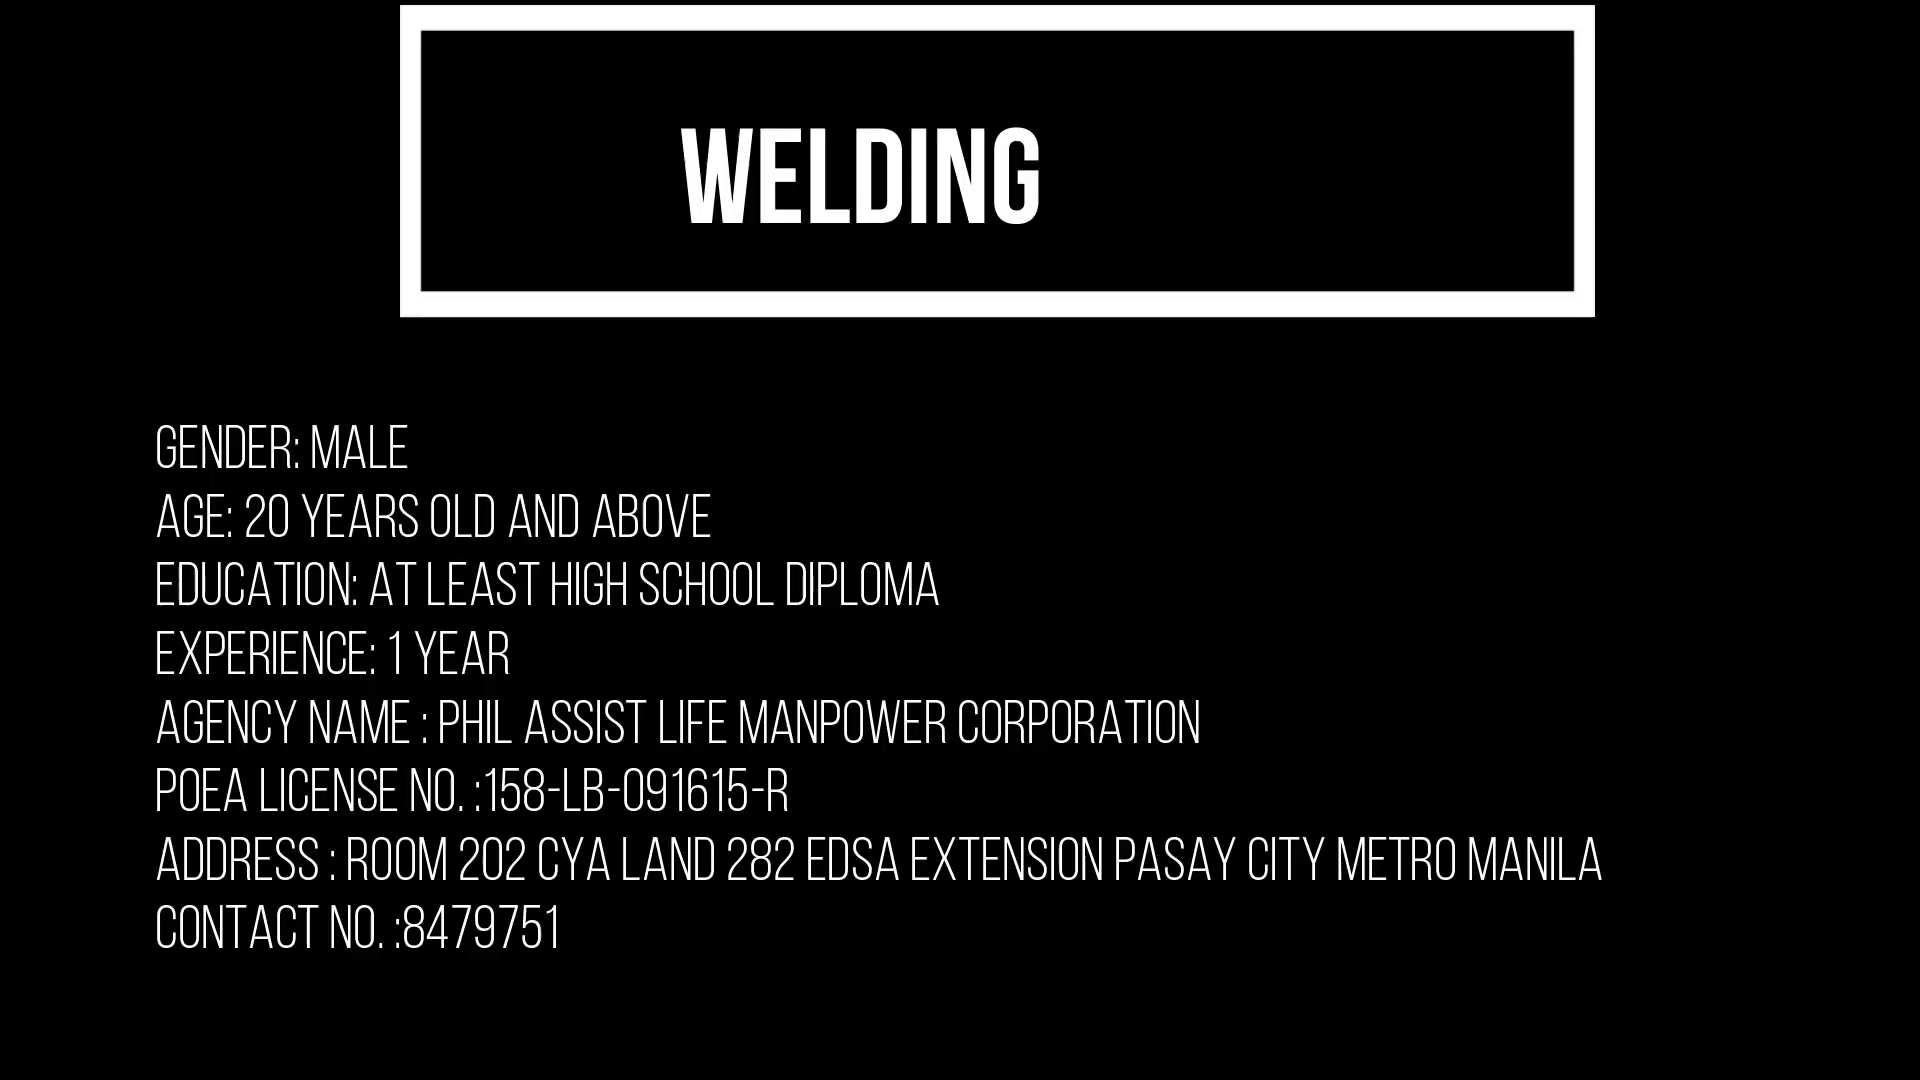 WELDING
GENDER: MALE
AGE: 20 YEARS OLD AND ABOVE
EDUCATION: AT LEAST HIGH SCHOOL DIPLOMA
EXPERIENCE: 1 YEAR
AGENCY NAME : PHIL ASSIST LIFE MANPOWER CORPORATION
POEA LICENSE NO. :158-LB-091615-R
ADDRESS : ROOM 202 CYA LAND 282 EDSA EXTENSION PASAY CITY METRO MANILA
CONTACT NO. :8479751